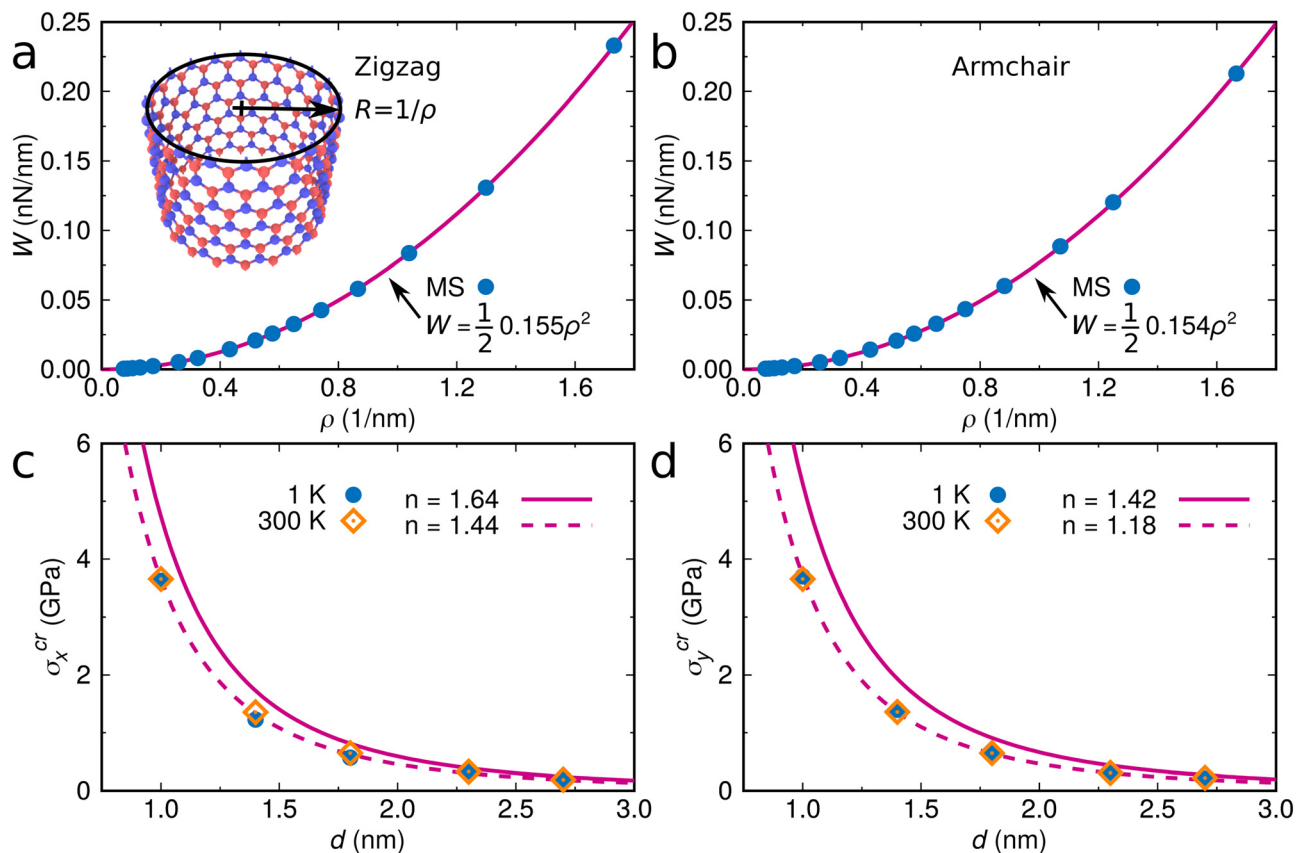 a
Zigzag
R=1/ρ
MS
W = 1/2 0.155ρ²
W (nN/nm)
0.25
0.20
0.15
0.10
0.05
0.00
0.0 0.4 0.8 1.2 1.6
ρ (1/nm)
b
Armchair
MS
W = 1/2 0.154ρ²
W (nN/nm)
0.25
0.20
0.15
0.10
0.05
0.00
0.0 0.4 0.8 1.2 1.6
ρ (1/nm)
c
1 K
300 K
n = 1.64
n = 1.44
σₓᶜʳ (GPa)
6
4
2
0
1.0 1.5 2.0 2.5 3.0
d (nm)
d
1 K
300 K
n = 1.42
n = 1.18
σ_y^cr (GPa)
6
4
2
0
1.0 1.5 2.0 2.5 3.0
d (nm)